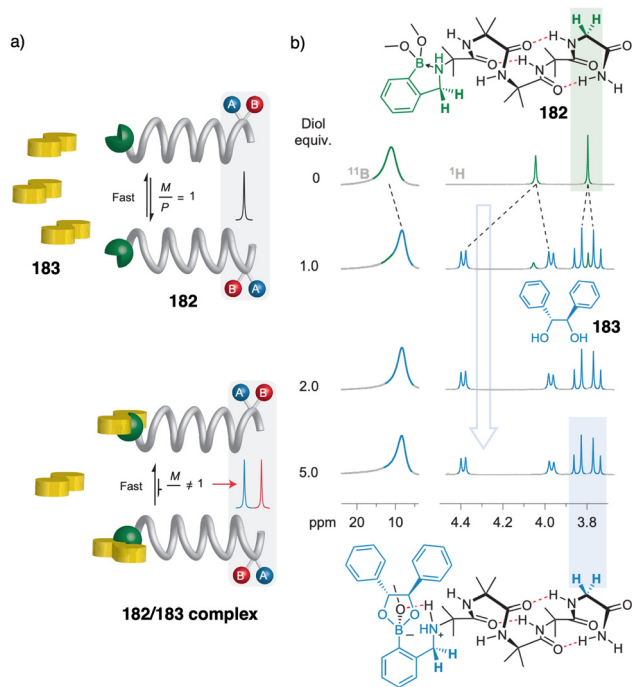 a)
A B
Fast M/P = 1
183
182
B A
A B
Fast M ≠ 1
B A
182/183 complex
b)
O O
B N H
H H
N H O H N O N H O
H H
N O
H N O H N H
182
Diol
equiv.
0
¹¹B ¹H
1.0
HO OH
183
2.0
5.0
ppm 20 10 4.4 4.2 4.0 3.8
O O O H
B − HN +
H H
N H O H N O N H O
H H
N O
H N O H N H